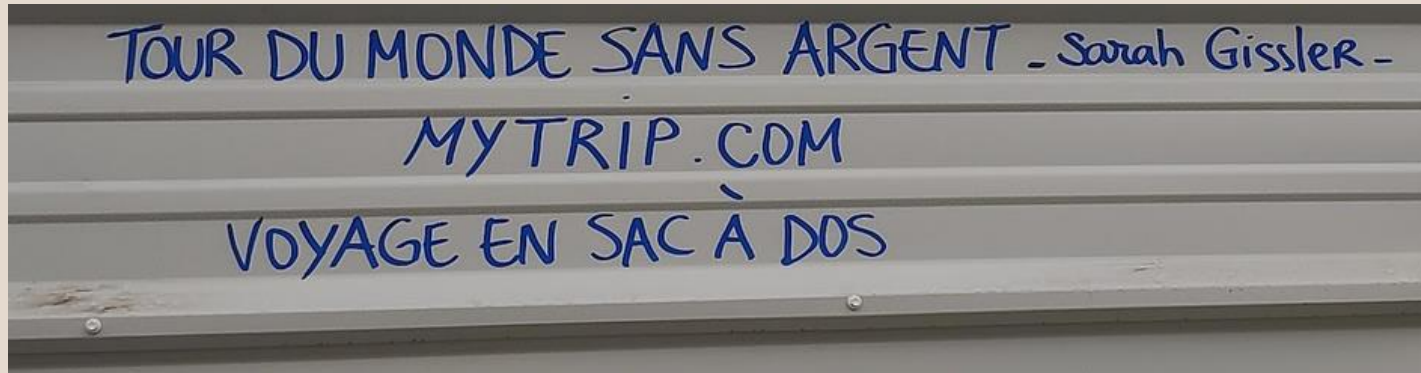 TOUR DU MONDE SANS ARGENT - Sarah GissleR -
MYTRIP.COM
VOYAGE EN SAC À DOS